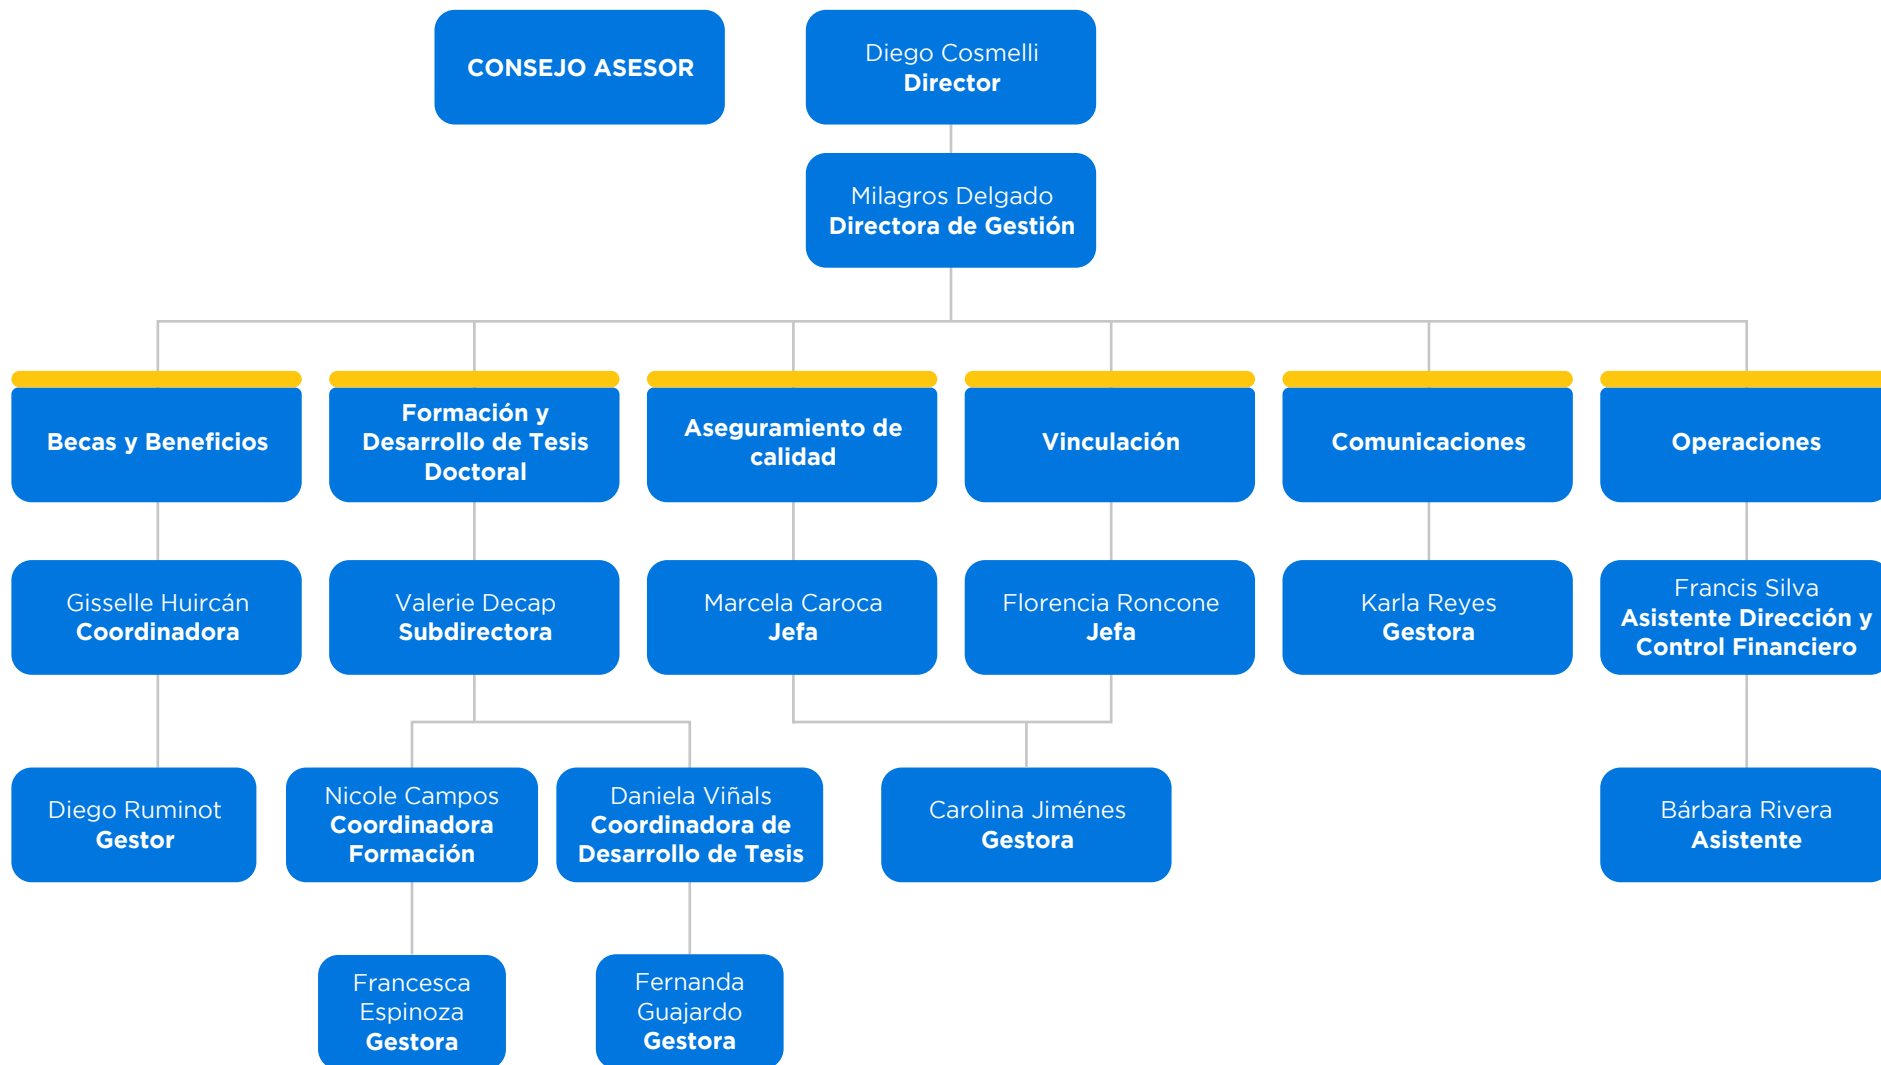 CONSEJO ASESOR
Diego Cosmelli
Director
Milagros Delgado
Directora de Gestión
Becas y Beneficios
Formación y
Desarrollo de Tesis
Doctoral
Aseguramiento de
calidad
Vinculación
Comunicaciones
Operaciones
Gisselle Huircán
Coordinadora
Valerie Decap
Subdirectora
Marcela Caroca
Jefa
Florencia Roncone
Jefa
Karla Reyes
Gestora
Francis Silva
Asistente Dirección y
Control Financiero
Diego Ruminot
Gestor
Nicole Campos
Coordinadora
Formación
Daniela Viñals
Coordinadora de
Desarrollo de Tesis
Carolina Jiménes
Gestora
Bárbara Rivera
Asistente
Francesca
Espinoza
Gestora
Fernanda
Guajardo
Gestora